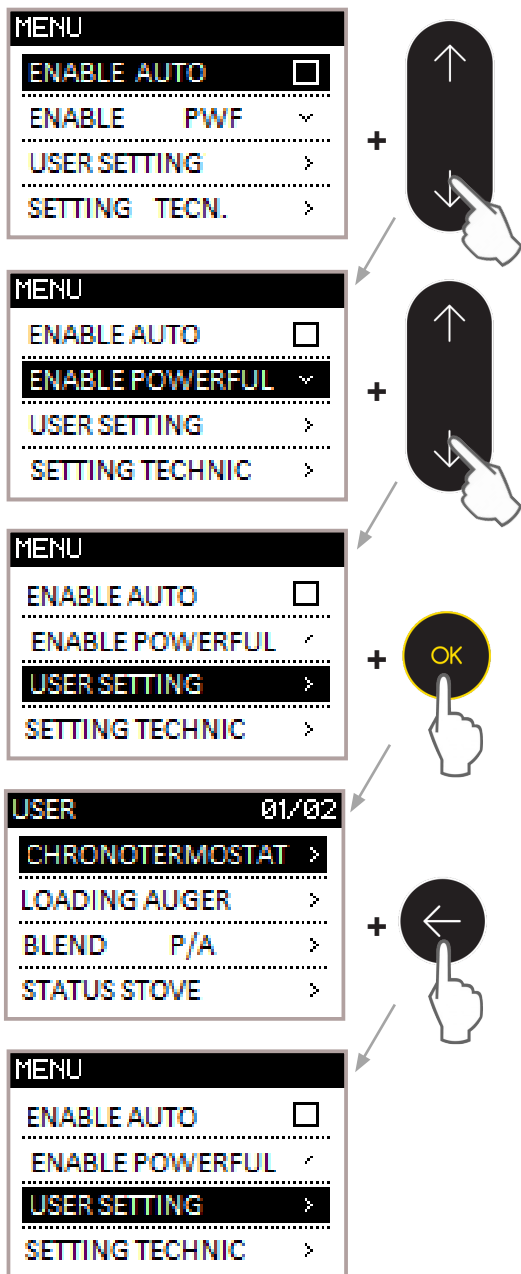 MENU
ENABLE AUTO
ENABLE PWF
USER SETTING >
SETTING TECN. >
+
MENU
ENABLE AUTO
ENABLE POWERFUL
USER SETTING >
SETTING TECHNIC >
+
MENU
ENABLE AUTO
ENABLE POWERFUL
USER SETTING >
SETTING TECHNIC >
+ OK
USER 01/02
CHRONOTERMOSTAT >
LOADING AUGER >
BLEND P/A >
STATUS STOVE >
+
MENU
ENABLE AUTO
ENABLE POWERFUL
USER SETTING >
SETTING TECHNIC >